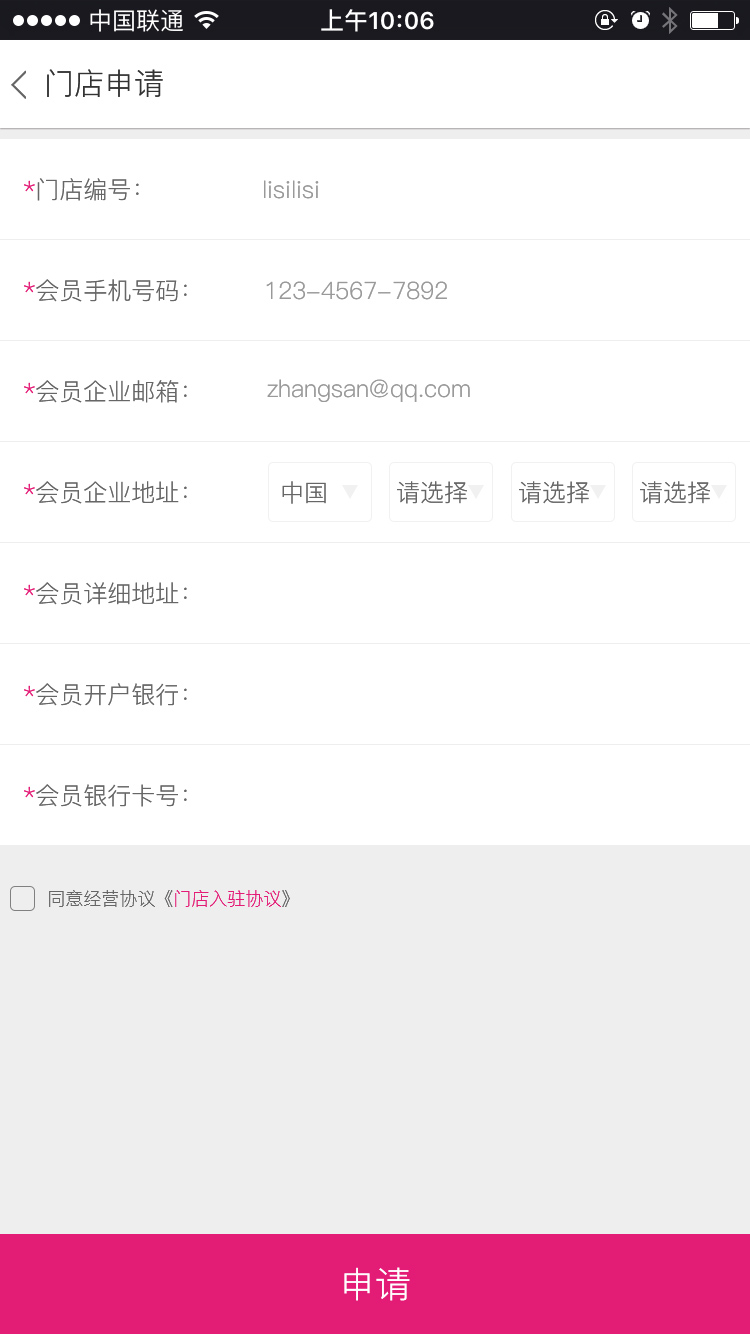 中国联通 上午10:06
门店申请
*门店编号： lisilisi
*会员手机号码： 123-4567-7892
*会员企业邮箱： zhangsan@qq.com
*会员企业地址： 中国 请选择 请选择 请选择
*会员详细地址：
*会员开户银行：
*会员银行卡号：
同意经营协议《门店入驻协议》
申请